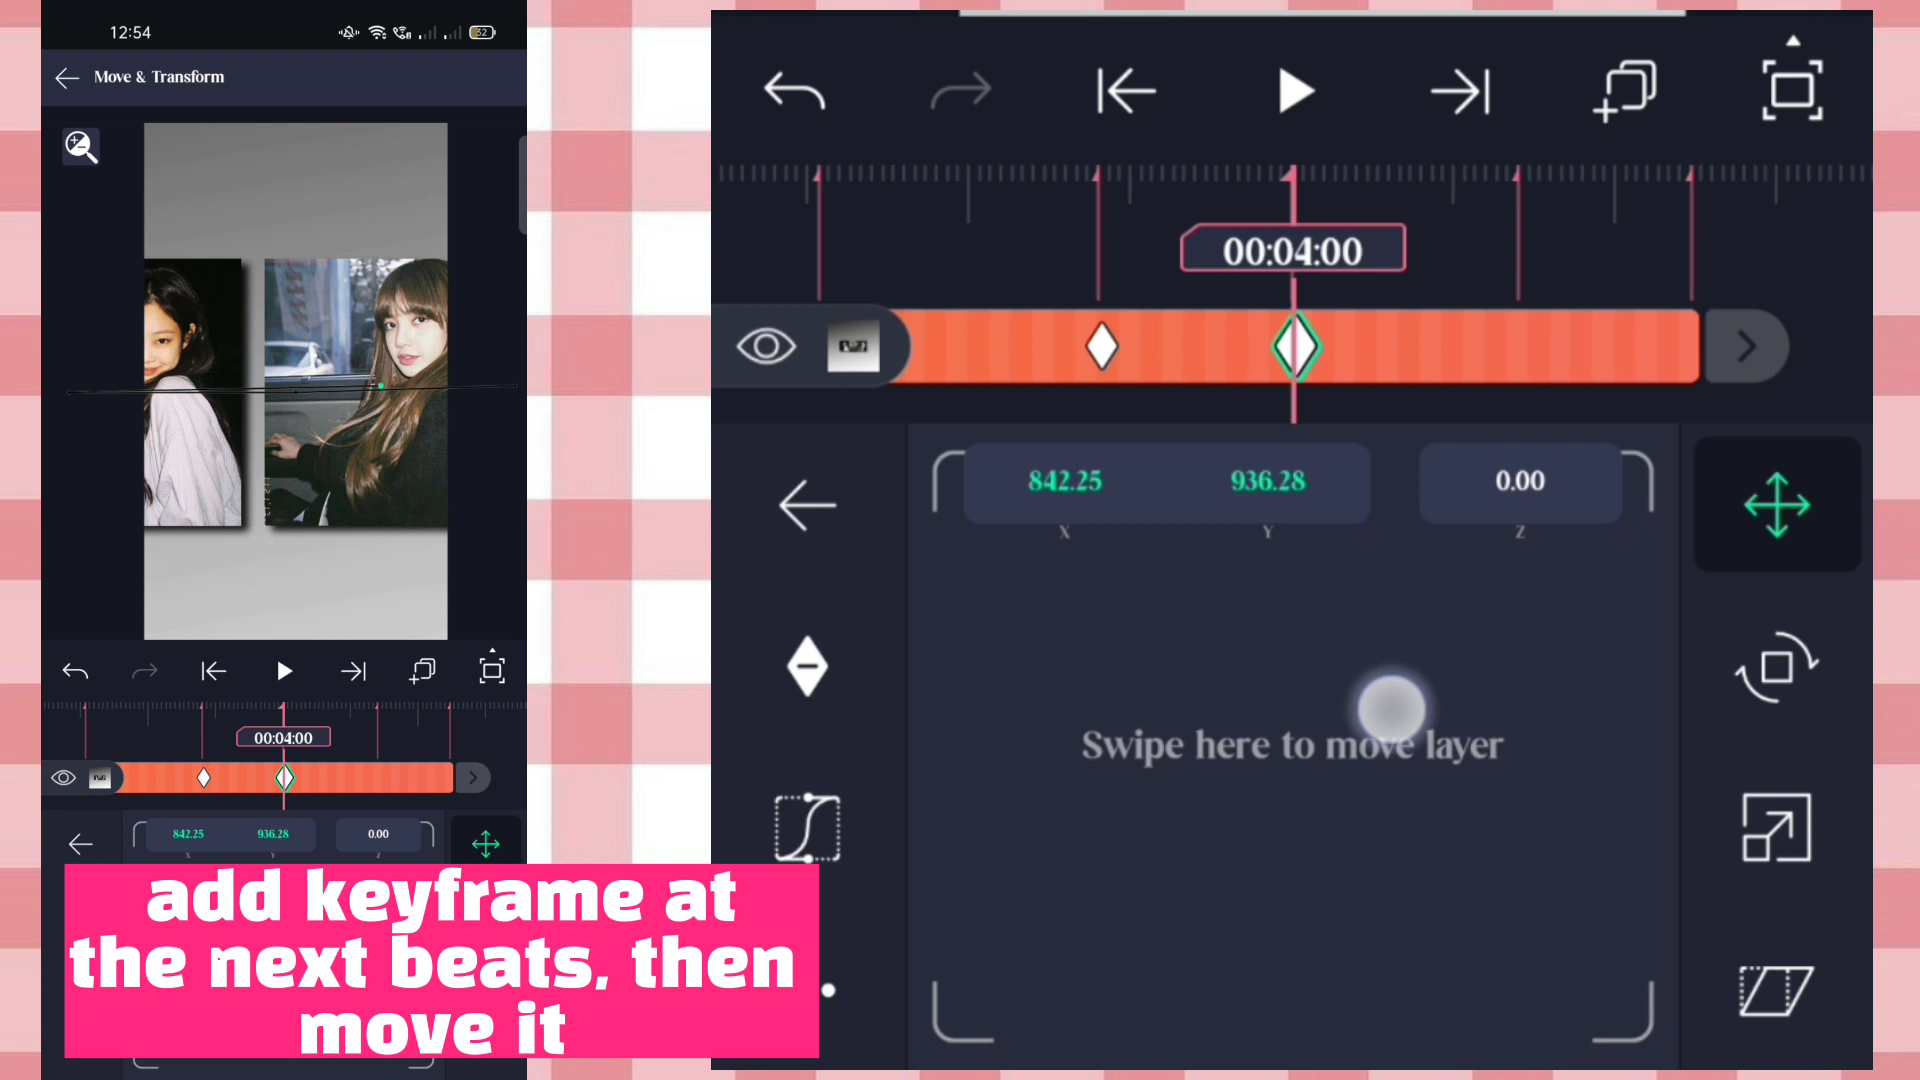 12:54
32
Move & Transform
00:04:00
842.25
936.28
0.00
X
Y
Z
add keyframe at
the next beats, then
move it
00:04:00
842.25
936.28
0.00
X
Y
Z
Swipe here to move layer